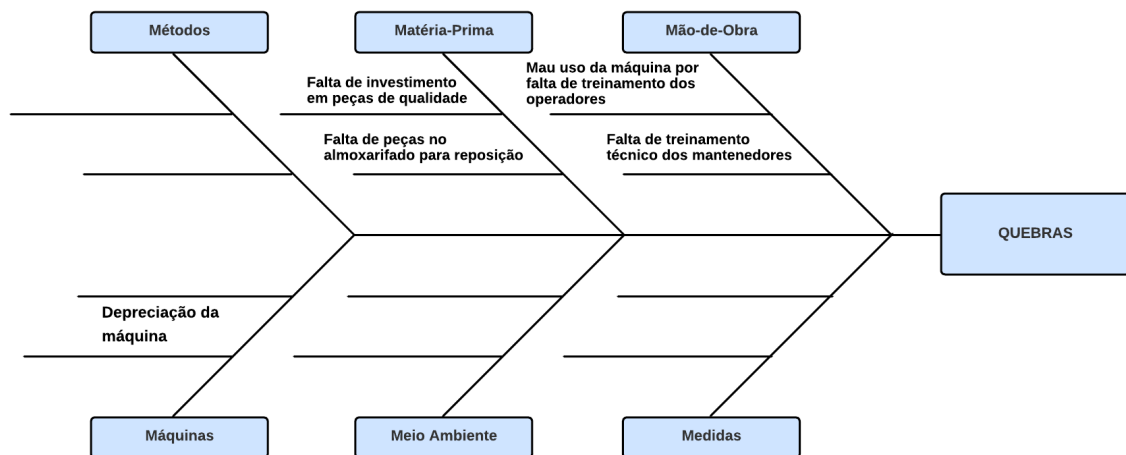 Métodos
Matéria-Prima
Mão-de-Obra
Falta de investimento
em peças de qualidade
Mau uso da máquina por
falta de treinamento dos
operadores
Falta de peças no
almoxarifado para reposição
Falta de treinamento
técnico dos mantenedores
QUEBRAS
Depreciação da
máquina
Máquinas
Meio Ambiente
Medidas